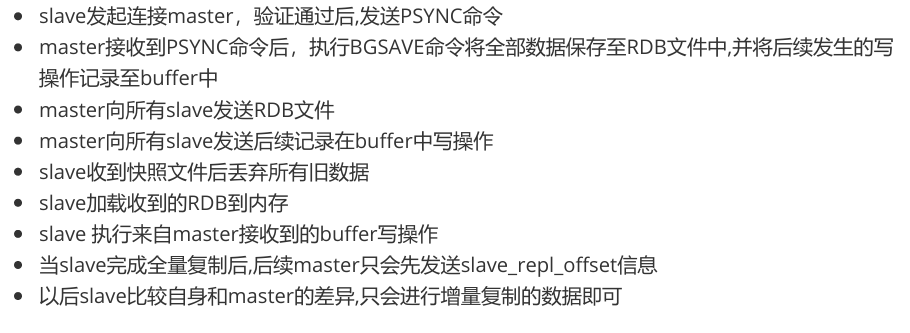 slave发起连接master，验证通过后,发送PSYNC命令
master接收到PSYNC命令后，执行BGSAVE命令将全部数据保存至RDB文件中,并将后续发生的写
操作记录至buffer中
master向所有slave发送RDB文件
master向所有slave发送后续记录在buffer中写操作
slave收到快照文件后丢弃所有旧数据
slave加载收到的RDB到内存
slave 执行来自master接收到的buffer写操作
当slave完成全量复制后,后续master只会先发送slave_repl_offset信息
以后slave比较自身和master的差异,只会进行增量复制的数据即可